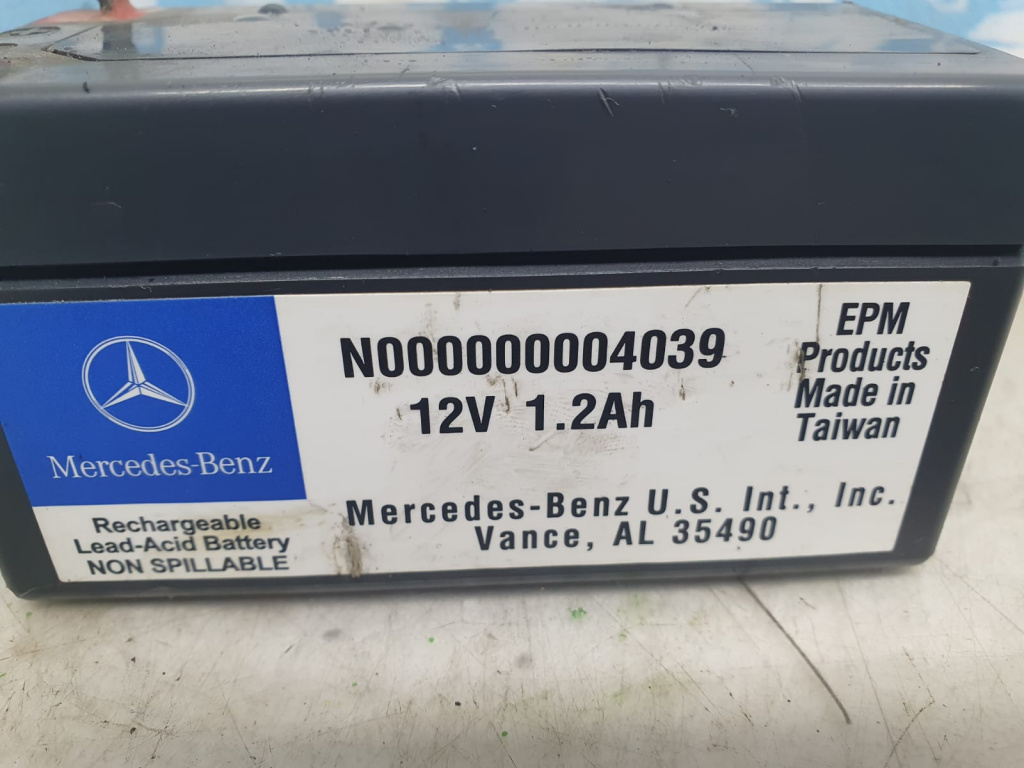 Mercedes-Benz
Rechargeable
Lead-Acid Battery
NON SPILLABLE
N000000004039
12V 1.2Ah
Mercedes-Benz U.S. Int., Inc.
Vance, AL 35490
EPM
Products
Made in
Taiwan